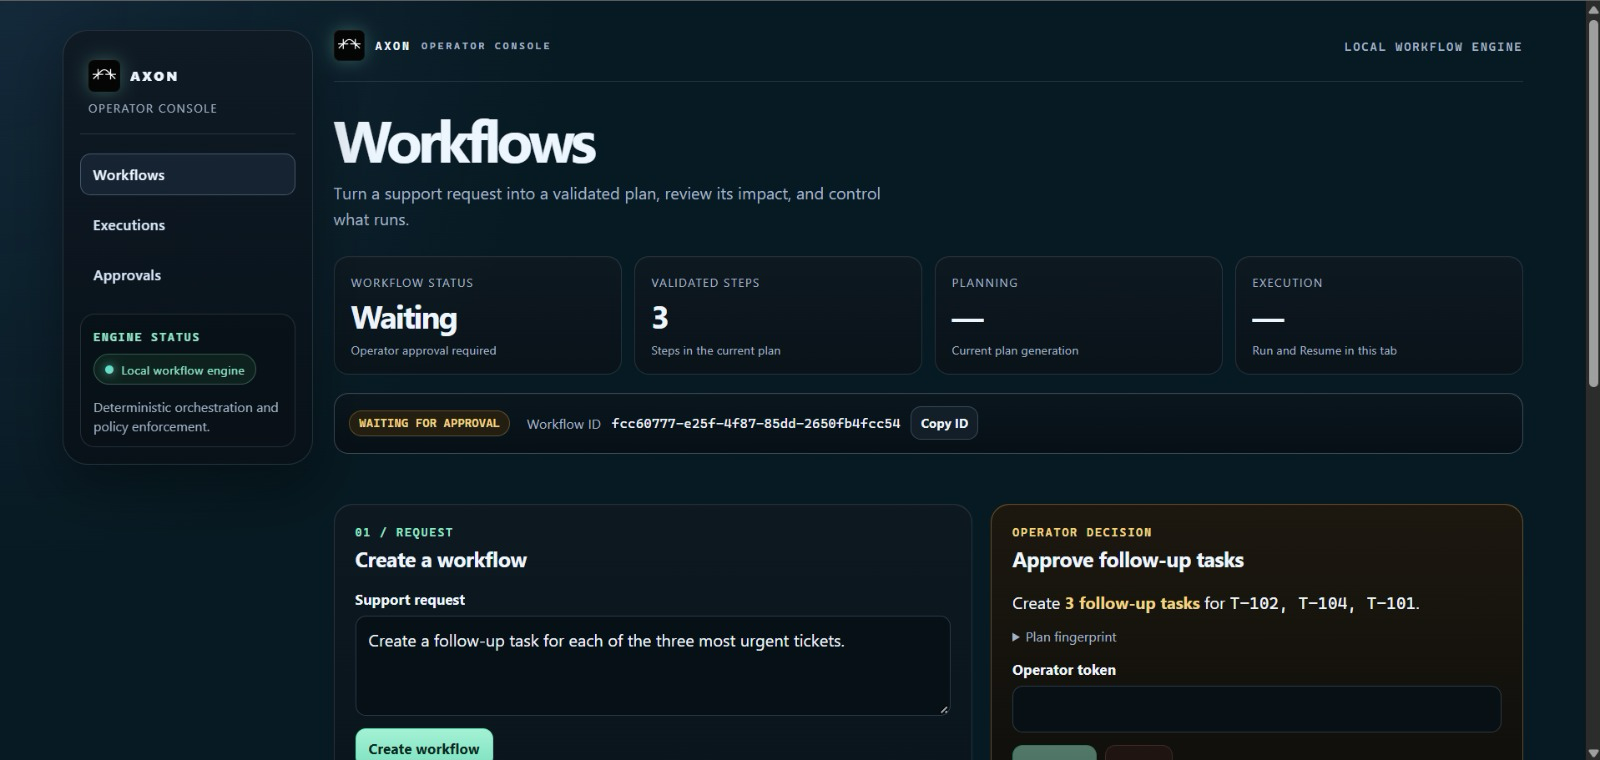 AXON
OPERATOR CONSOLE
Workflows
Executions
Approvals
ENGINE STATUS
Local workflow engine
Deterministic orchestration and
policy enforcement.
AXON OPERATOR CONSOLE
LOCAL WORKFLOW ENGINE
Workflows
Turn a support request into a validated plan, review its impact, and control
what runs.
WORKFLOW STATUS
Waiting
Operator approval required
VALIDATED STEPS
3
Steps in the current plan
PLANNING
—
Current plan generation
EXECUTION
—
Run and Resume in this tab
WAITING FOR APPROVAL Workflow ID fcc60777-e25f-4f87-85dd-2650fb4fcc54 Copy ID
01 / REQUEST
Create a workflow
Support request
Create a follow-up task for each of the three most urgent tickets.
Create workflow
OPERATOR DECISION
Approve follow-up tasks
Create 3 follow-up tasks for T-102, T-104, T-101.
Plan fingerprint
Operator token